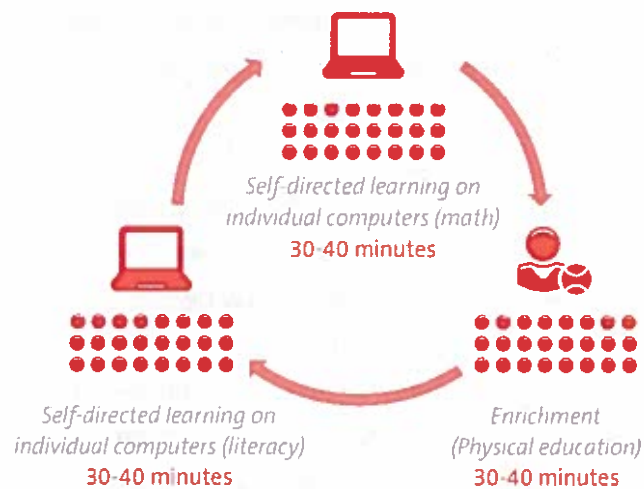 Self-directed learning on
individual computers (math)
30-40 minutes
Self-directed learning on
individual computers (literacy)
30-40 minutes
Enrichment
(Physical education)
30-40 minutes